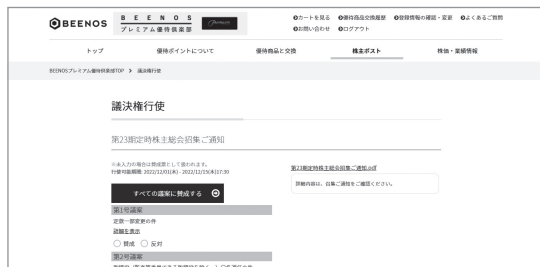 BEENOS
BEENOS
プレミアム優待倶楽部
カートを見る 優待商品交換履歴 登録情報の確認・変更 よくあるご質問
お問い合わせ ログアウト
トップ 優待ポイントについて 優待商品と交換 株主ポスト 株価・業績情報
BEENOSプレミアム優待倶楽部TOP > 議決権行使
議決権行使
第23期定時株主総会招集ご通知
※未入力の場合は賛成票として扱われます。
行使可能期間: 2022/12/01(木) - 2022/12/15(木)17:30
第23期定時株主総会招集ご通知.pdf
詳細内容は、招集ご通知をご確認ください。
すべての議案に賛成する
第1号議案
定款一部変更の件
詳細を表示
賛成 反対
第2号議案